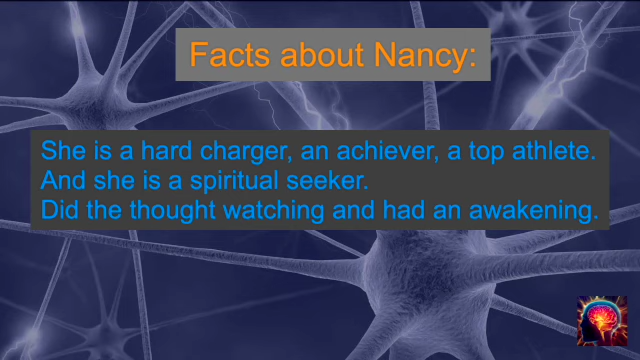 Facts about Nancy:
She is a hard charger, an achiever, a top athlete.
And she is a spiritual seeker.
Did the thought watching and had an awakening.